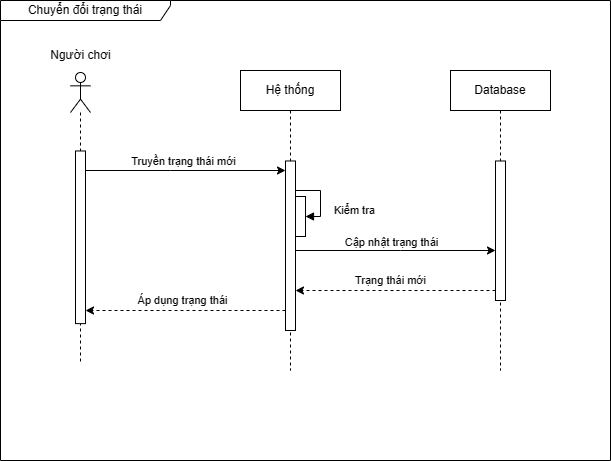 Chuyển đổi trạng thái
Người chơi
Hệ thống
Database
Truyền trạng thái mới
Kiểm tra
Cập nhật trạng thái
Trạng thái mới
Áp dụng trạng thái